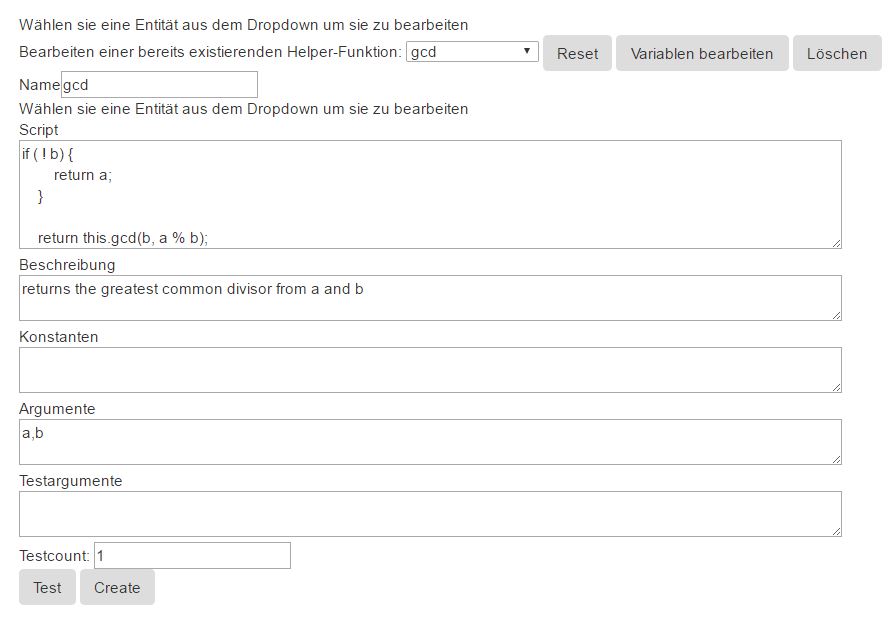 Wählen sie eine Entität aus dem Dropdown um sie zu bearbeiten
Bearbeiten einer bereits existierenden Helper-Funktion: gcd Reset Variablen bearbeiten Löschen
Name gcd
Wählen sie eine Entität aus dem Dropdown um sie zu bearbeiten
Script
if ( ! b) {
return a;
}
return this.gcd(b, a % b);
Beschreibung
returns the greatest common divisor from a and b
Konstanten
Argumente
a,b
Testargumente
Testcount: 1
Test Create